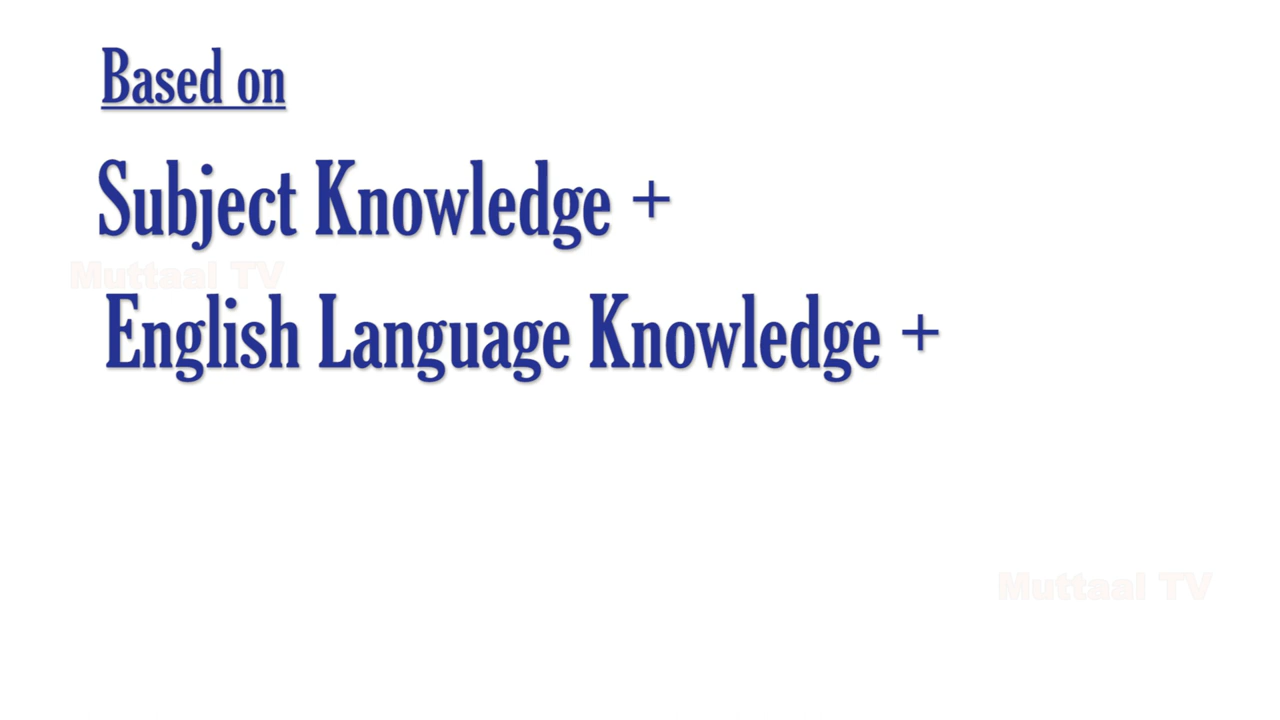 Based on
Subject Knowledge +
Muttaal TV
English Language Knowledge +
Muttaal TV